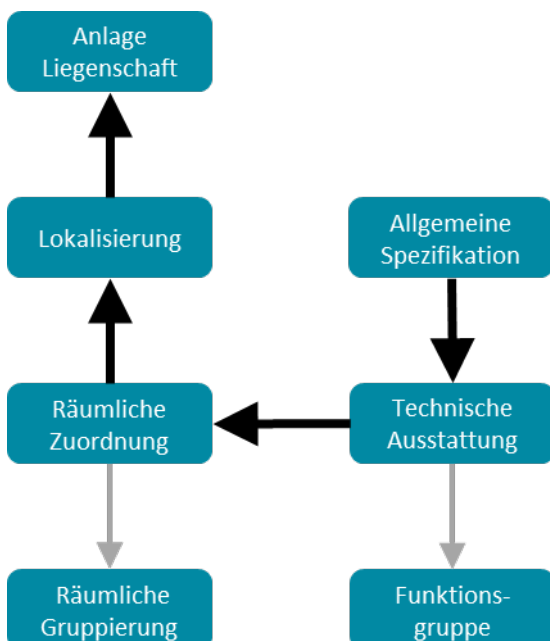 Anlage
Liegenschaft
Lokalisierung
Allgemeine
Spezifikation
Räumliche
Zuordnung
Technische
Ausstattung
Räumliche
Gruppierung
Funktions-
gruppe